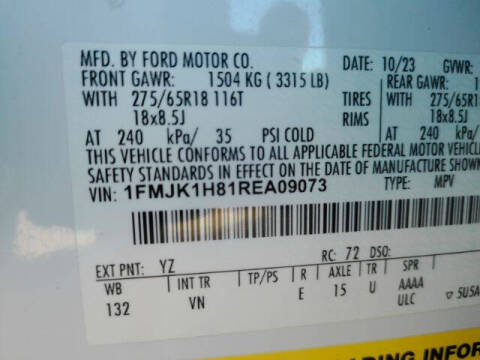 MFD. BY FORD MOTOR CO.
DATE: 10/23 GVWR:
FRONT GAWR: 1504 KG ( 3315 LB) REAR GAWR:
WITH 275/65R18 116T TIRES WITH 275/65R18
18x8.5J RIMS 18x8.5J
AT 240 kPa/ 35 PSI COLD AT 240 kPa/
THIS VEHICLE CONFORMS TO ALL APPLICABLE FEDERAL MOTOR VEHICLE
SAFETY STANDARDS IN EFFECT ON THE DATE OF MANUFACTURE SHOWN
VIN: 1FMJK1H81REA09073 TYPE: MPV
EXT PNT: YZ RC: 72 DSO:
WB INT TR TP/PS R AXLE TR SPR
132 VN E 15 U AAAA
ULC ▽ 5U5A